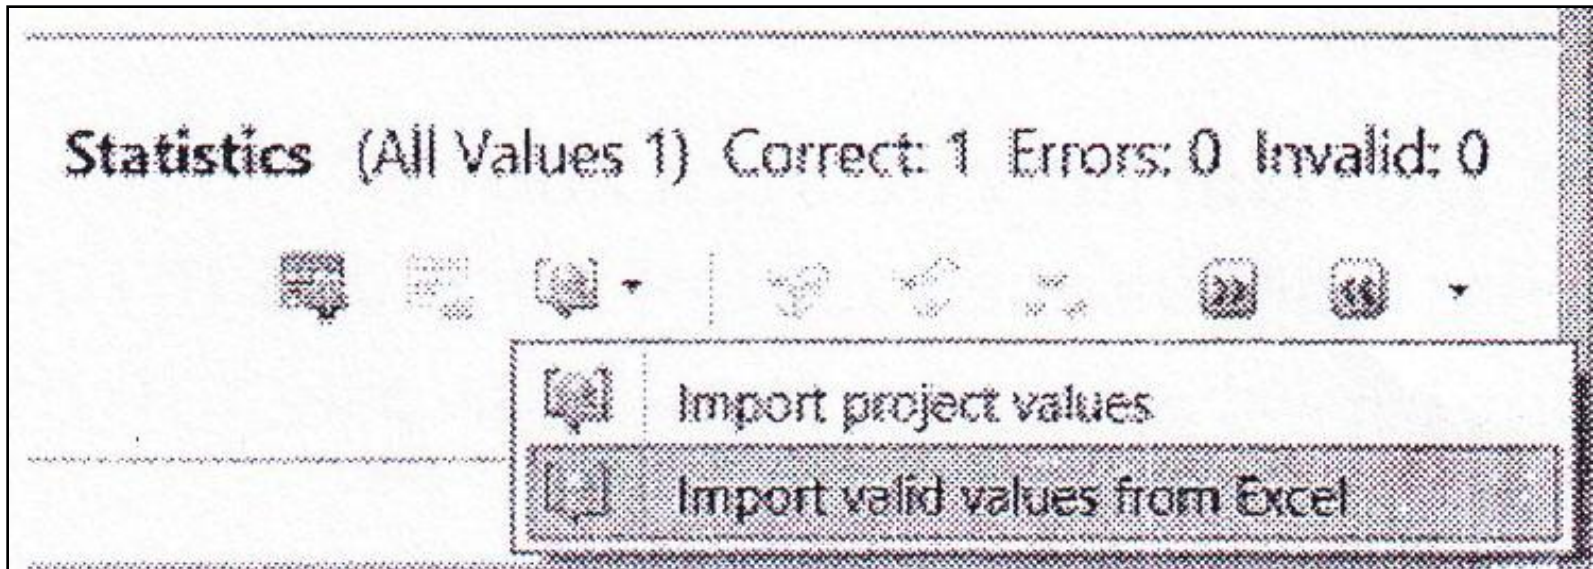 Statistics (All Values 1) Correct: 1 Errors: 0 Invalid: 0
Import project values
Import valid values from Excel